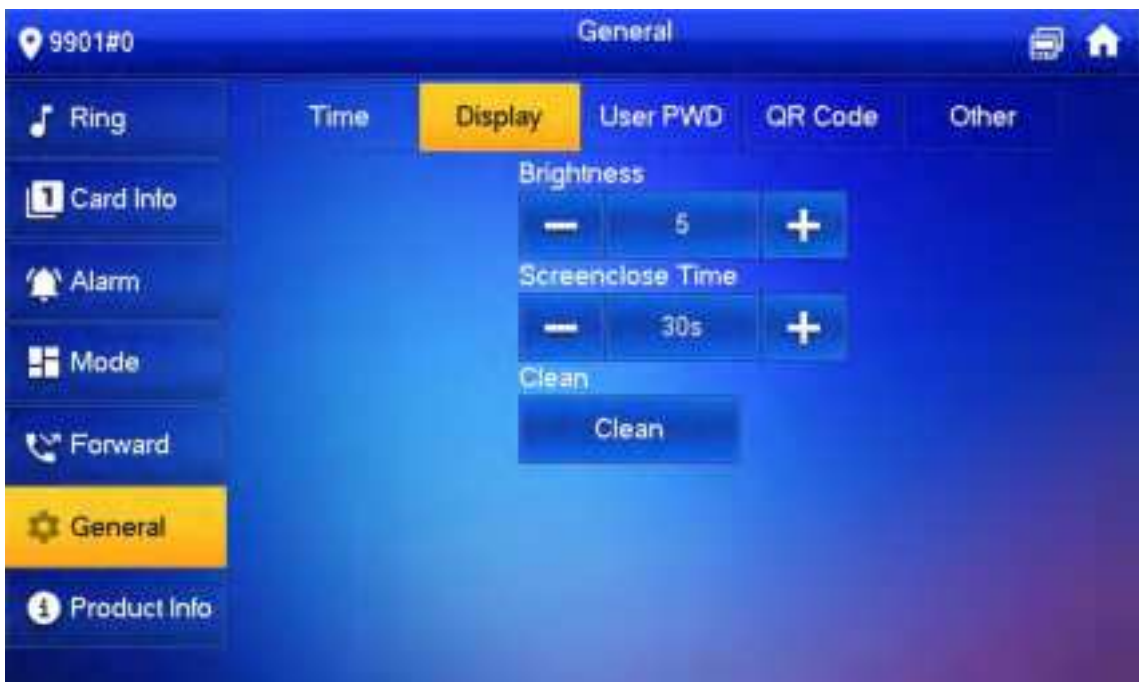 9901#0
General
Ring
Card Info
Alarm
Mode
Forward
General
Product Info
Time
Display
User PWD
QR Code
Other
Brightness
5
Screenclose Time
30s
Clean
Clean